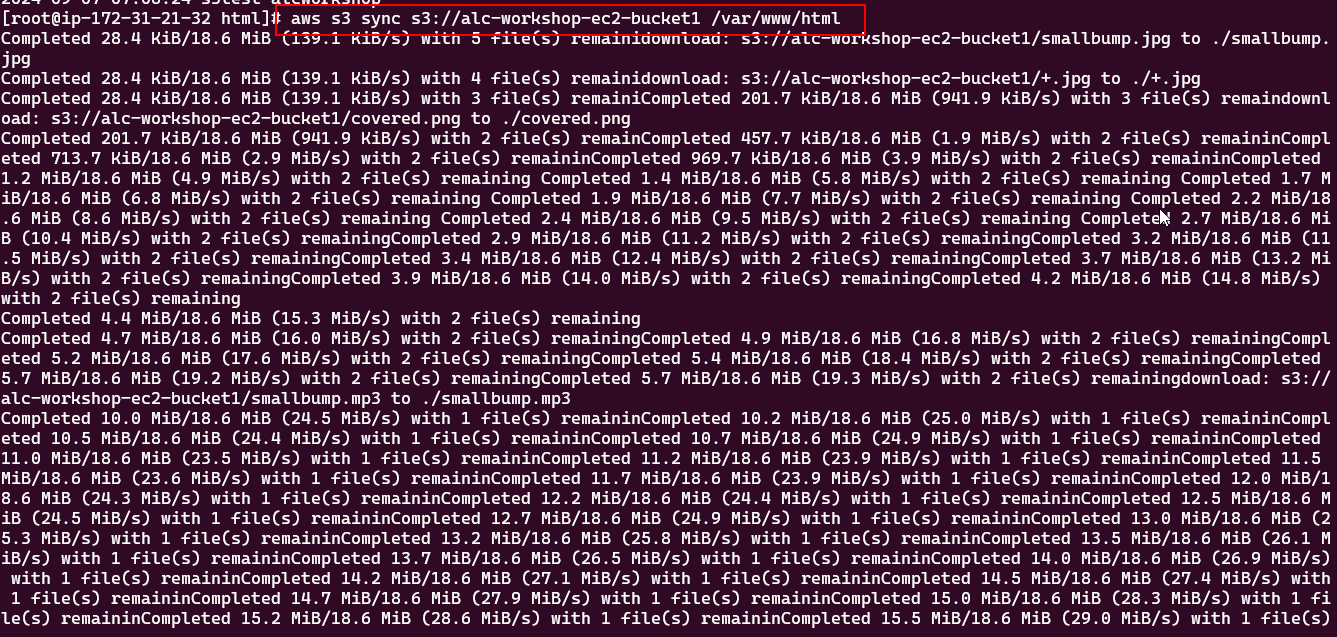 [root@ip-172-31-21-32 html]# aws s3 sync s3://alc-workshop-ec2-bucket1 /var/www/html
Completed 28.4 KiB/18.6 MiB (139.1 KiB/s) with 5 file(s) remainidownload: s3://alc-workshop-ec2-bucket1/smallbump.jpg to ./smallbump.
jpg
Completed 28.4 KiB/18.6 MiB (139.1 KiB/s) with 4 file(s) remainidownload: s3://alc-workshop-ec2-bucket1/+.jpg to ./+.jpg
Completed 28.4 KiB/18.6 MiB (139.1 KiB/s) with 3 file(s) remainiCompleted 201.7 KiB/18.6 MiB (941.9 KiB/s) with 3 file(s) remaindownl
oad: s3://alc-workshop-ec2-bucket1/covered.png to ./covered.png
Completed 201.7 KiB/18.6 MiB (941.9 KiB/s) with 2 file(s) remainCompleted 457.7 KiB/18.6 MiB (1.9 MiB/s) with 2 file(s) remaininCompl
eted 713.7 KiB/18.6 MiB (2.9 MiB/s) with 2 file(s) remaininCompleted 969.7 KiB/18.6 MiB (3.9 MiB/s) with 2 file(s) remaininCompleted
1.2 MiB/18.6 MiB (4.9 MiB/s) with 2 file(s) remaining Completed 1.4 MiB/18.6 MiB (5.8 MiB/s) with 2 file(s) remaining Completed 1.7 M
iB/18.6 MiB (6.8 MiB/s) with 2 file(s) remaining Completed 1.9 MiB/18.6 MiB (7.7 MiB/s) with 2 file(s) remaining Completed 2.2 MiB/18
.6 MiB (8.6 MiB/s) with 2 file(s) remaining Completed 2.4 MiB/18.6 MiB (9.5 MiB/s) with 2 file(s) remaining Completed 2.7 MiB/18.6 Mi
B (10.4 MiB/s) with 2 file(s) remainingCompleted 2.9 MiB/18.6 MiB (11.2 MiB/s) with 2 file(s) remainingCompleted 3.2 MiB/18.6 MiB (11
.5 MiB/s) with 2 file(s) remainingCompleted 3.4 MiB/18.6 MiB (12.4 MiB/s) with 2 file(s) remainingCompleted 3.7 MiB/18.6 MiB (13.2 Mi
B/s) with 2 file(s) remainingCompleted 3.9 MiB/18.6 MiB (14.0 MiB/s) with 2 file(s) remainingCompleted 4.2 MiB/18.6 MiB (14.8 MiB/s)
with 2 file(s) remaining
Completed 4.4 MiB/18.6 MiB (15.3 MiB/s) with 2 file(s) remaining
Completed 4.7 MiB/18.6 MiB (16.0 MiB/s) with 2 file(s) remainingCompleted 4.9 MiB/18.6 MiB (16.8 MiB/s) with 2 file(s) remainingCompl
eted 5.2 MiB/18.6 MiB (17.6 MiB/s) with 2 file(s) remainingCompleted 5.4 MiB/18.6 MiB (18.4 MiB/s) with 2 file(s) remainingCompleted
5.7 MiB/18.6 MiB (19.2 MiB/s) with 2 file(s) remainingCompleted 5.7 MiB/18.6 MiB (19.3 MiB/s) with 2 file(s) remainingdownload: s3://
alc-workshop-ec2-bucket1/smallbump.mp3 to ./smallbump.mp3
Completed 10.0 MiB/18.6 MiB (24.5 MiB/s) with 1 file(s) remaininCompleted 10.2 MiB/18.6 MiB (25.0 MiB/s) with 1 file(s) remaininCompl
eted 10.5 MiB/18.6 MiB (24.4 MiB/s) with 1 file(s) remaininCompleted 10.7 MiB/18.6 MiB (24.9 MiB/s) with 1 file(s) remaininCompleted
11.0 MiB/18.6 MiB (23.5 MiB/s) with 1 file(s) remaininCompleted 11.2 MiB/18.6 MiB (23.9 MiB/s) with 1 file(s) remaininCompleted 11.5
MiB/18.6 MiB (23.6 MiB/s) with 1 file(s) remaininCompleted 11.7 MiB/18.6 MiB (23.9 MiB/s) with 1 file(s) remaininCompleted 12.0 MiB/1
8.6 MiB (24.3 MiB/s) with 1 file(s) remaininCompleted 12.2 MiB/18.6 MiB (24.4 MiB/s) with 1 file(s) remaininCompleted 12.5 MiB/18.6 M
iB (24.5 MiB/s) with 1 file(s) remaininCompleted 12.7 MiB/18.6 MiB (24.9 MiB/s) with 1 file(s) remaininCompleted 13.0 MiB/18.6 MiB (2
5.3 MiB/s) with 1 file(s) remaininCompleted 13.2 MiB/18.6 MiB (25.8 MiB/s) with 1 file(s) remaininCompleted 13.5 MiB/18.6 MiB (26.1 M
iB/s) with 1 file(s) remaininCompleted 13.7 MiB/18.6 MiB (26.5 MiB/s) with 1 file(s) remaininCompleted 14.0 MiB/18.6 MiB (26.9 MiB/s)
with 1 file(s) remaininCompleted 14.2 MiB/18.6 MiB (27.1 MiB/s) with 1 file(s) remaininCompleted 14.5 MiB/18.6 MiB (27.4 MiB/s) with
1 file(s) remaininCompleted 14.7 MiB/18.6 MiB (27.9 MiB/s) with 1 file(s) remaininCompleted 15.0 MiB/18.6 MiB (28.3 MiB/s) with 1 fi
le(s) remaininCompleted 15.2 MiB/18.6 MiB (28.6 MiB/s) with 1 file(s) remaininCompleted 15.5 MiB/18.6 MiB (29.0 MiB/s) with 1 file(s)